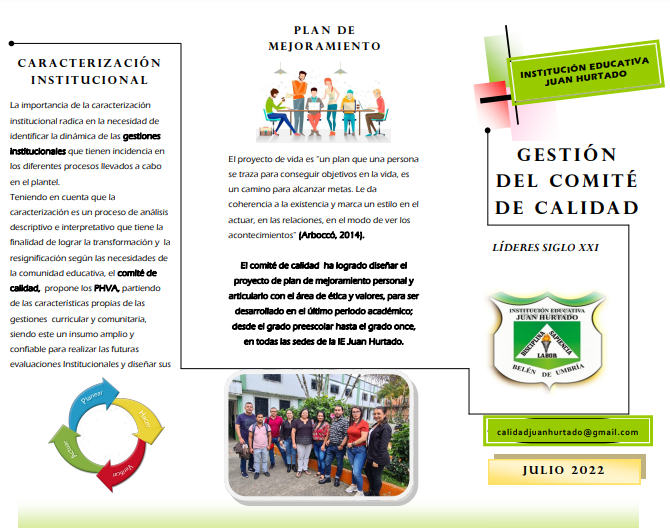 CARACTERIZACIÓN
INSTITUCIONAL
La importancia de la caracterización
institucional radica en la necesidad de
identificar la dinámica de las gestiones
institucionales que tienen incidencia en
los diferentes procesos llevados a cabo
en el plantel.
Teniendo en cuenta que la
caracterización es un proceso de análisis
descriptivo e interpretativo que tiene la
finalidad de lograr la transformación y la
resignificación según las necesidades de
la comunidad educativa, el comité de
calidad, propone los PHVA, partiendo
de las características propias de las
gestiones curricular y comunitaria,
siendo este un insumo amplio y
confiable para realizar las futuras
evaluaciones Institucionales y diseñar sus
Planear
Hacer
Verificar
Actuar
PLAN DE
MEJORAMIENTO
El proyecto de vida es "un plan que una persona
se traza para conseguir objetivos en la vida, es
un camino para alcanzar metas. Le da
coherencia a la existencia y marca un estilo en el
actuar, en las relaciones, en el modo de ver los
acontecimientos" (Arboccó, 2014).
El comité de calidad ha logrado diseñar el
proyecto de plan de mejoramiento personal y
articularlo con el área de ética y valores, para ser
desarrollado en el último periodo académico;
desde el grado preescolar hasta el grado once,
en todas las sedes de la IE Juan Hurtado.
INSTITUCIÓN EDUCATIVA
JUAN HURTADO
GESTIÓN
DEL COMITÉ
DE CALIDAD
LÍDERES SIGLO XXI
INSTITUCIÓN EDUCATIVA
JUAN HURTADO
DISCIPLINA
SAPIENCIA
LABOR
BELÉN DE UMBRÍA
calidadjuanhurtado@gmail.com
JULIO 2022